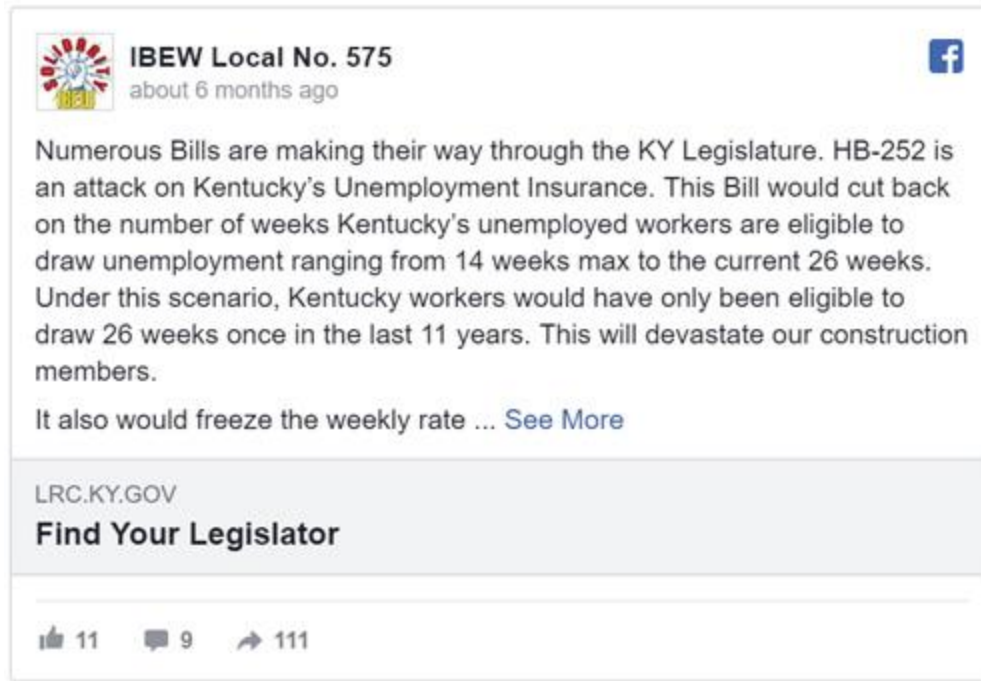 SOLIDARITY
IBEW
IBEW Local No. 575
about 6 months ago
Numerous Bills are making their way through the KY Legislature. HB-252 is
an attack on Kentucky’s Unemployment Insurance. This Bill would cut back
on the number of weeks Kentucky’s unemployed workers are eligible to
draw unemployment ranging from 14 weeks max to the current 26 weeks.
Under this scenario, Kentucky workers would have only been eligible to
draw 26 weeks once in the last 11 years. This will devastate our construction
members.
It also would freeze the weekly rate ... See More
LRC.KY.GOV
Find Your Legislator
11 9 111